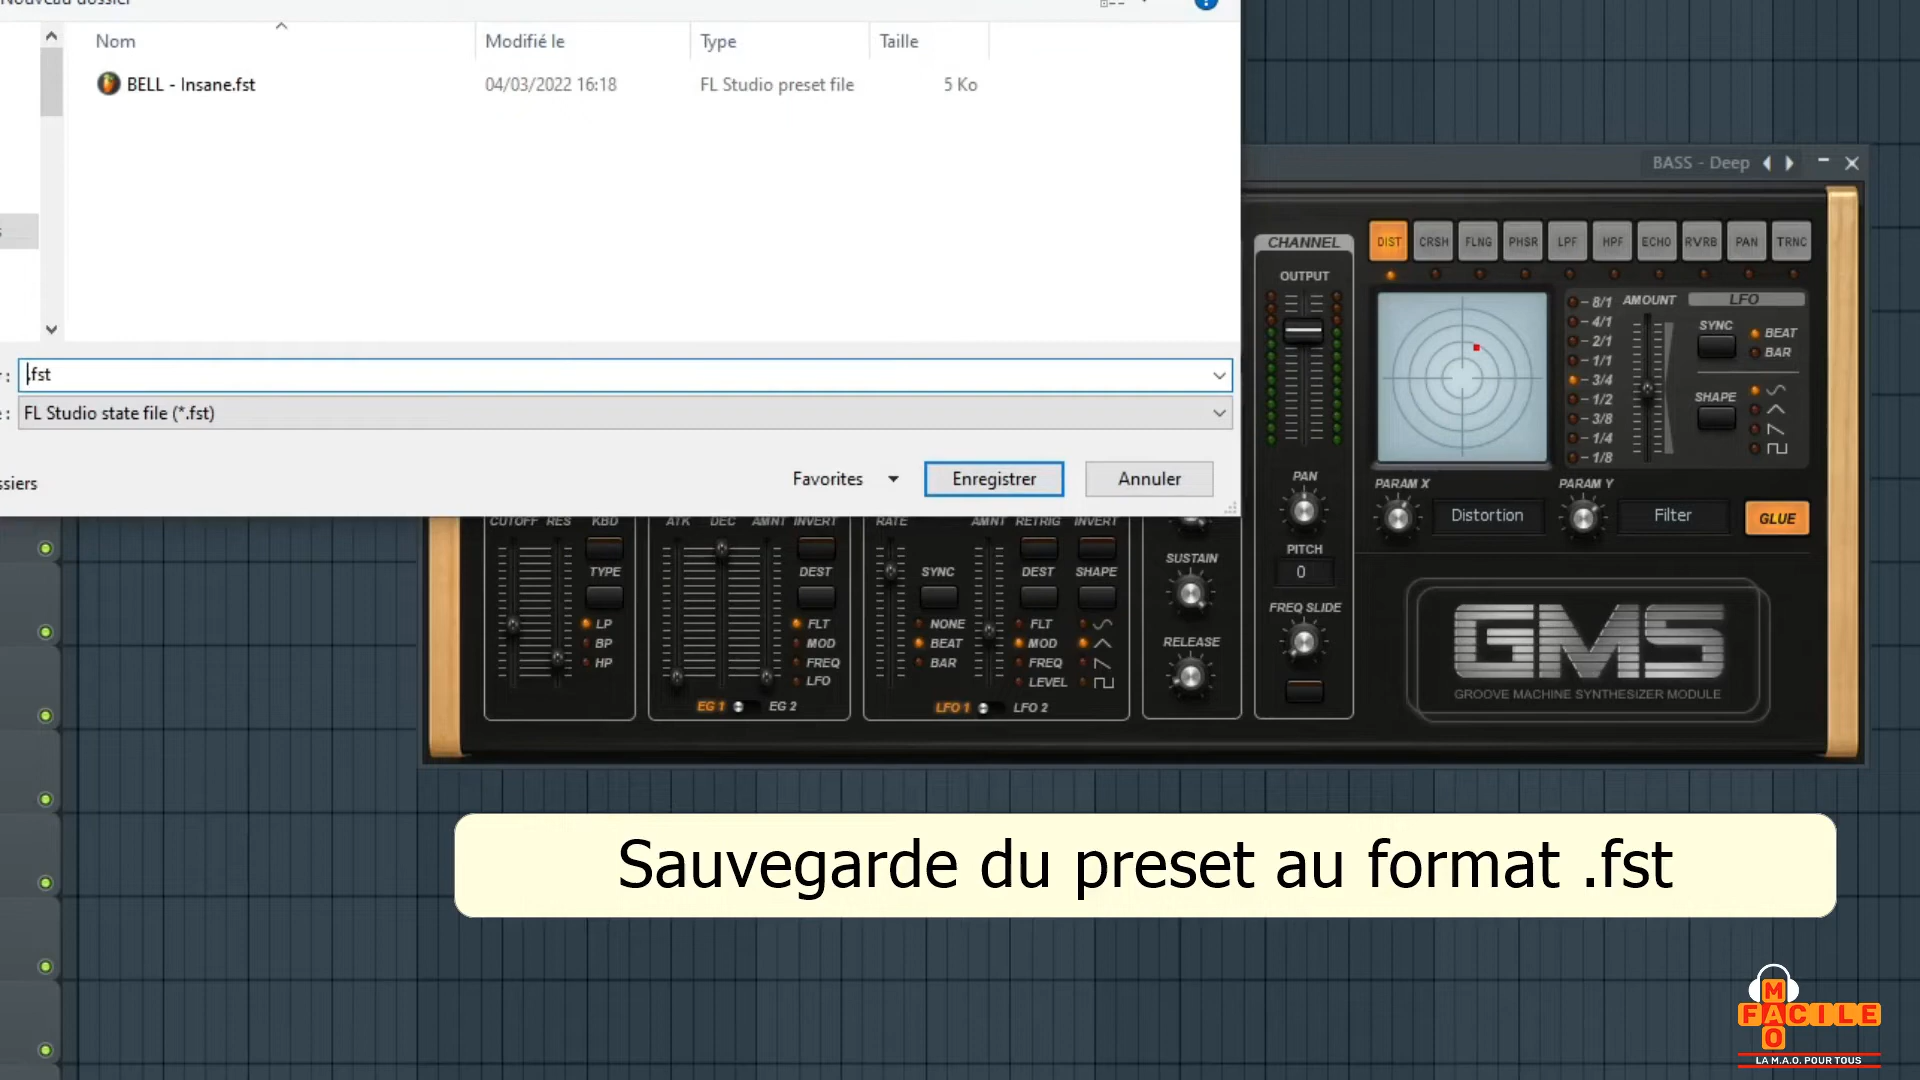 Nouveau dossier
Nom
Modifié le
Type
Taille
BELL - Insane.fst
04/03/2022 16:18
FL Studio preset file
5 Ko
.fst
FL Studio state file (*.fst)
Favorites
Enregistrer
Annuler
BASS - Deep
CHANNEL
OUTPUT
PAN
PITCH
0
FREQ SLIDE
DIST CRSH FLNG PHSR LPF HPF ECHO RVRB PAN TRNC
8/1
4/1
2/1
1/1
3/4
1/2
3/8
1/4
1/8
AMOUNT
LFO
SYNC
BEAT
BAR
SHAPE
PARAM X
Distortion
PARAM Y
Filter
GLUE
CUTOFF RES KBD
TYPE
LP
BP
HP
ATK DEC AMNT INVERT
DEST
FLT
MOD
FREQ
LFO
EG 1
EG 2
RATE
AMNT RETRIG INVERT
SYNC
DEST
SHAPE
NONE
BEAT
BAR
FLT
MOD
FREQ
LEVEL
LFO 1
LFO 2
SUSTAIN
RELEASE
GMS
GROOVE MACHINE SYNTHESIZER MODULE
Sauvegarde du preset au format .fst
MAO
FACILE
LA M.A.O. POUR TOUS